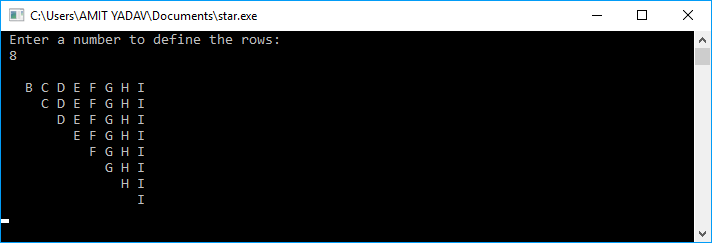 C:\Users\AMIT YADAV\Documents\star.exe
Enter a number to define the rows:
8
B C D E F G H I
C D E F G H I
D E F G H I
E F G H I
F G H I
G H I
H I
I